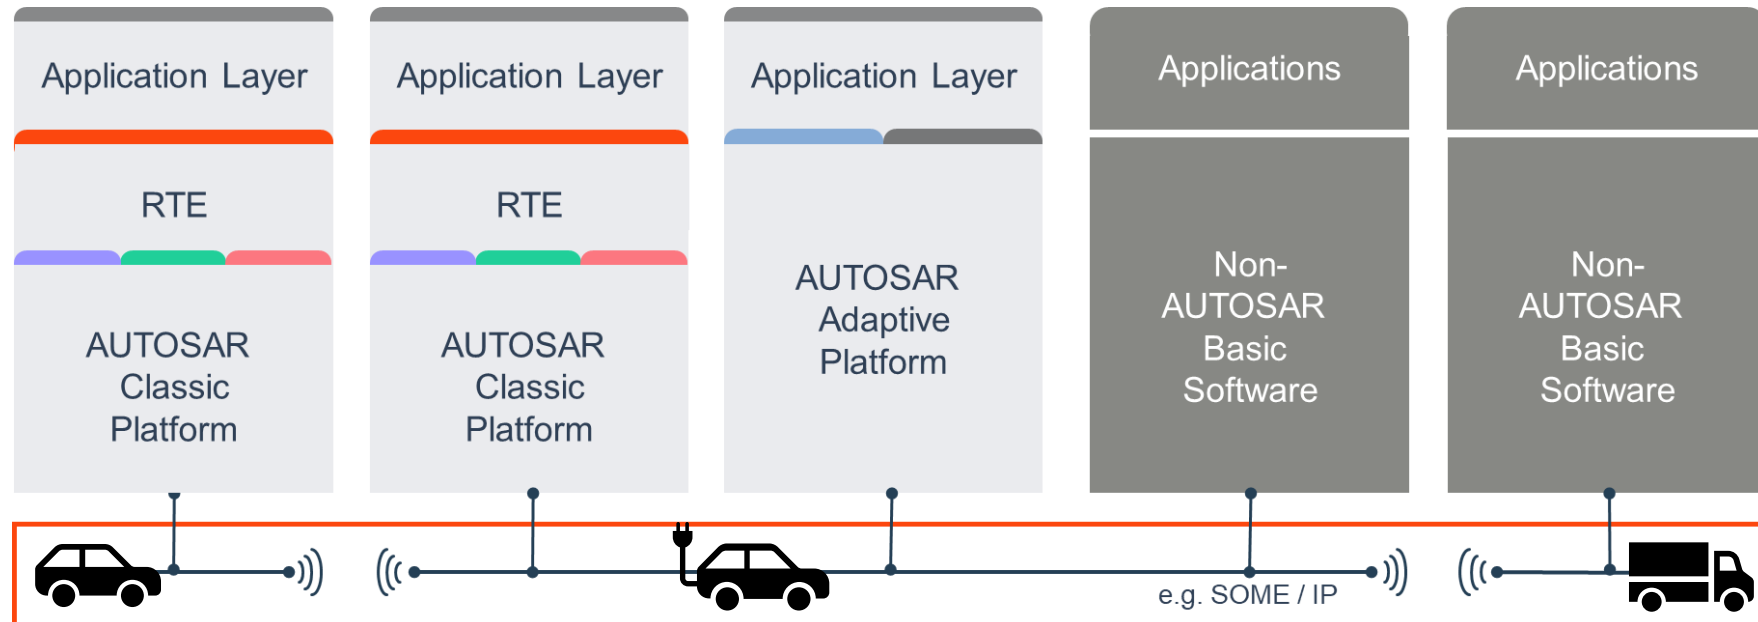 Application Layer
RTE
AUTOSAR
Classic
Platform
Application Layer
RTE
AUTOSAR
Classic
Platform
Application Layer
AUTOSAR
Adaptive
Platform
Applications
Non-
AUTOSAR
Basic
Software
Applications
Non-
AUTOSAR
Basic
Software
e.g. SOME / IP